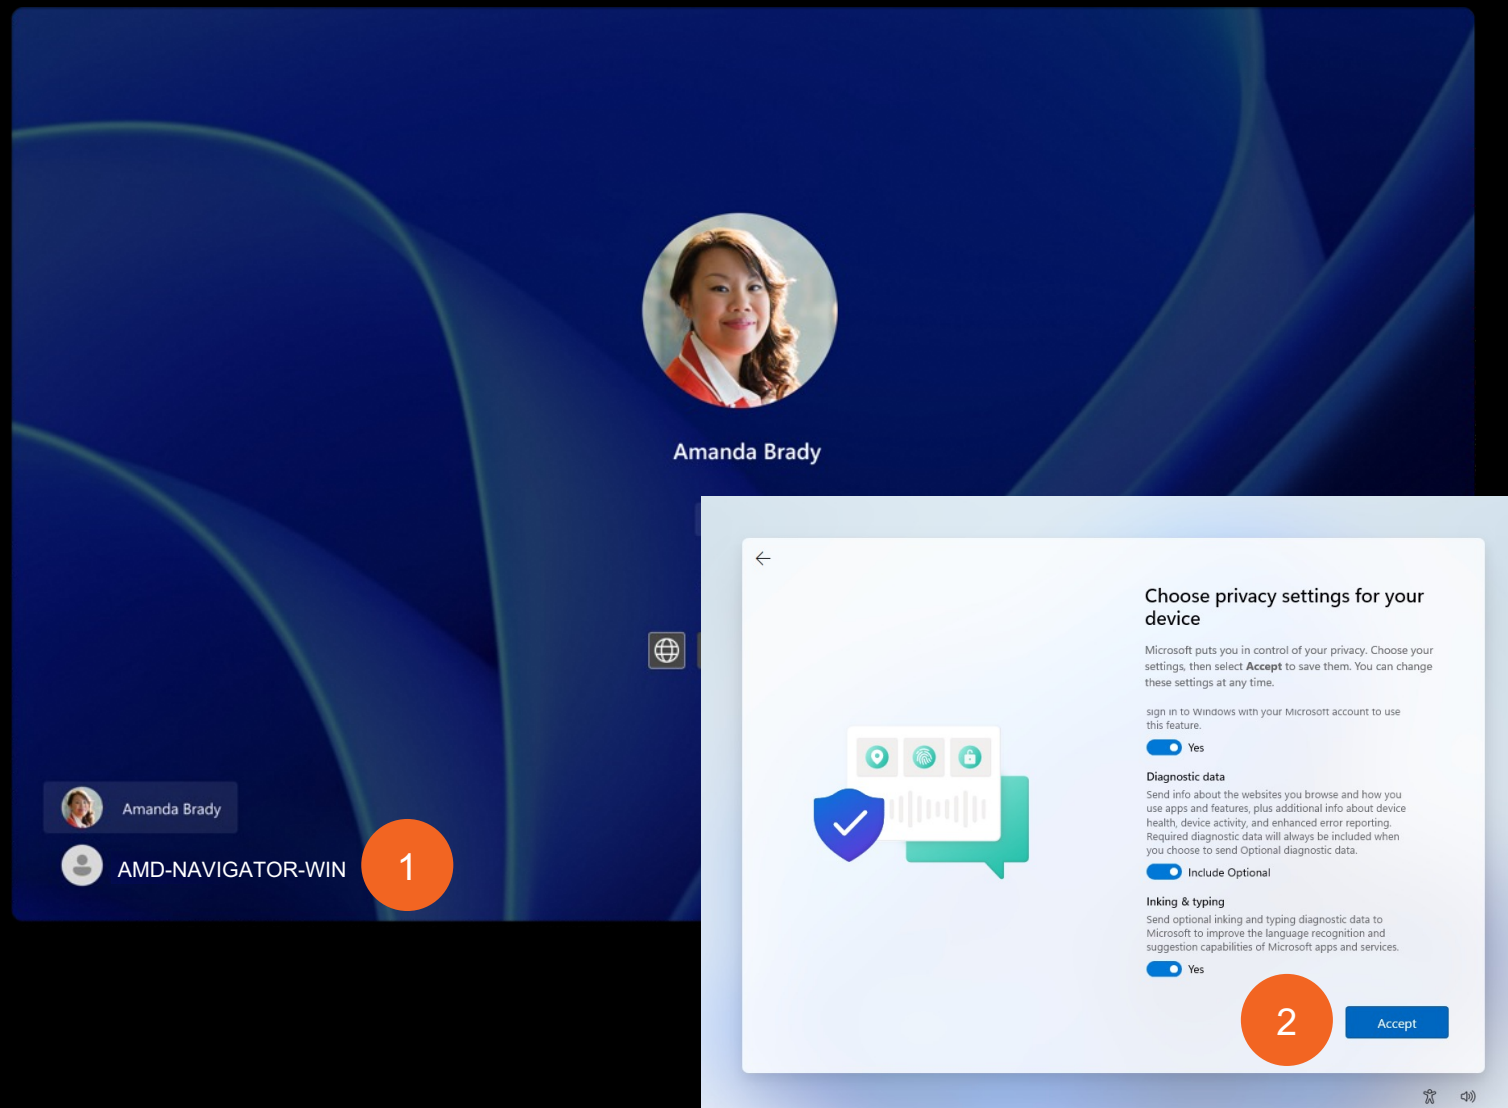 Amanda Brady
Amanda Brady
AMD-NAVIGATOR-WIN
1
Choose privacy settings for your
device
Microsoft puts you in control of your privacy. Choose your
settings, then select Accept to save them. You can change
these settings at any time.
sign in to Windows with your Microsoft account to use
this feature.
Yes
Diagnostic data
Send info about the websites you browse and how you
use apps and features, plus additional info about device
health, device activity, and enhanced error reporting.
Required diagnostic data will always be included when
you choose to send Optional diagnostic data.
Include Optional
Inking & typing
Send optional inking and typing diagnostic data to
Microsoft to improve the language recognition and
suggestion capabilities of Microsoft apps and services.
Yes
2
Accept